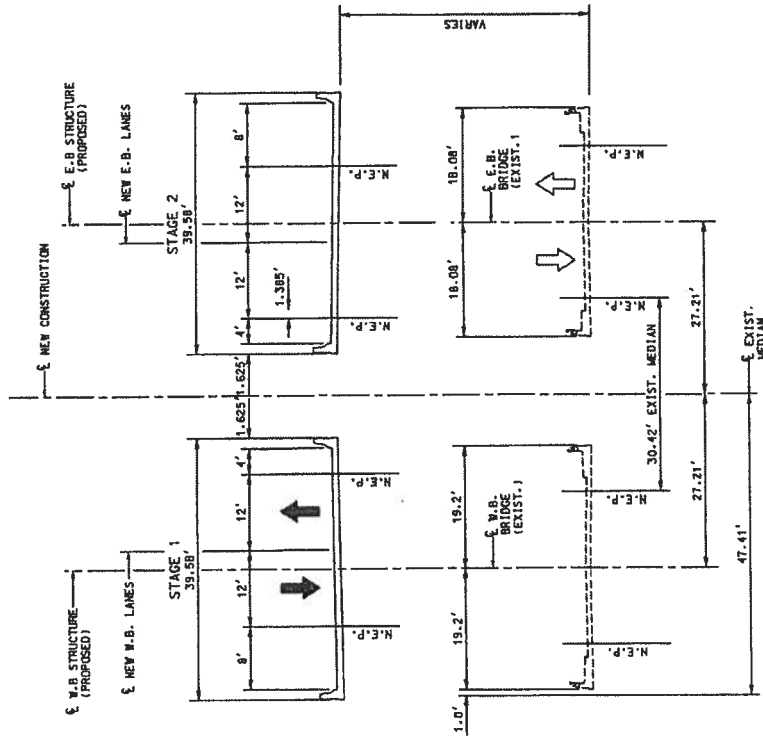 ℄ NEW CONSTRUCTION
℄ W.B STRUCTURE
(PROPOSED)
℄ NEW W.B. LANES
℄ E.B STRUCTURE
(PROPOSED)
℄ NEW E.B. LANES
STAGE 1
39.58'
STAGE 2
39.58'
8'
12'
12'
4'
1.625'
1.625'
4'
12'
12'
8'
1.385'
N.E.P.
N.E.P.
N.E.P.
N.E.P.
VARIES
19.2'
19.2'
℄ W.B.
BRIDGE
(EXIST.)
18.08'
18.08'
℄ E.B.
BRIDGE
(EXIST.)
N.E.P.
N.E.P.
N.E.P.
N.E.P.
30.42' EXIST. MEDIAN
27.21'
27.21'
1.0'
47.41'
℄ EXIST.
MEDIAN